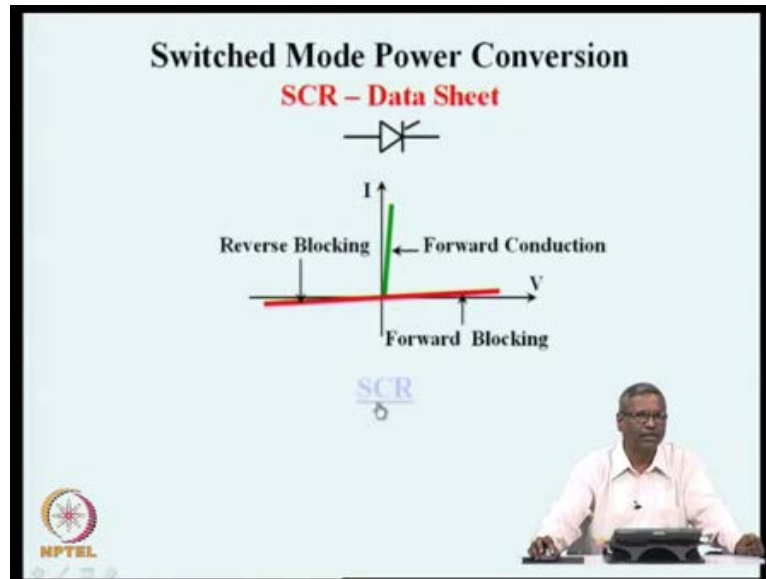 Switched Mode Power Conversion
SCR – Data Sheet
I
Reverse Blocking
Forward Conduction
V
Forward Blocking
SCR
NPTEL